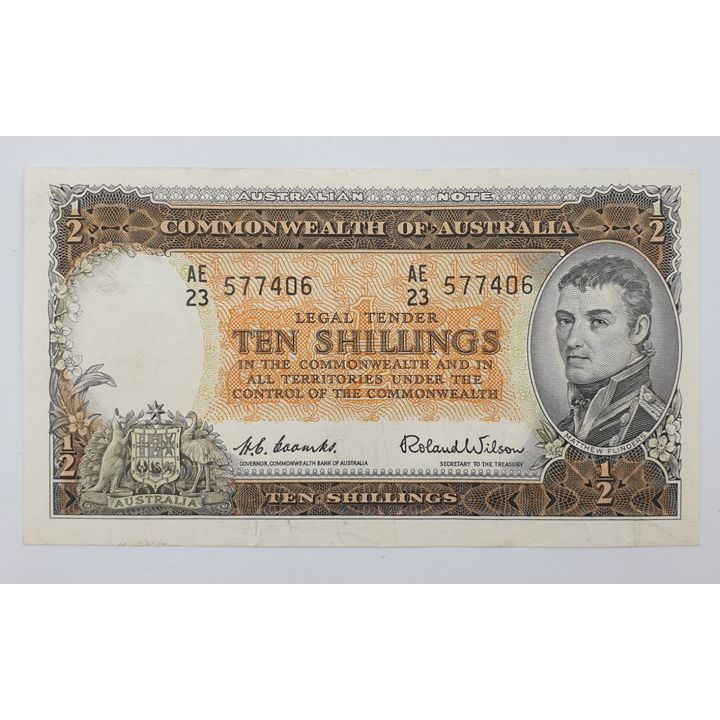 AUSTRALIAN NOTE
1/2 1/2
COMMONWEALTH OF AUSTRALIA
AE 23 577406 AE 23 577406
LEGAL TENDER
TEN SHILLINGS
IN THE COMMONWEALTH AND IN
ALL TERRITORIES UNDER THE
CONTROL OF THE COMMONWEALTH
MATTHEW FLINDERS
H.C. Coombs. Roland Wilson
GOVERNOR, COMMONWEALTH BANK OF AUSTRALIA SECRETARY TO THE TREASURY
1/2 1/2
AUSTRALIA
TEN SHILLINGS